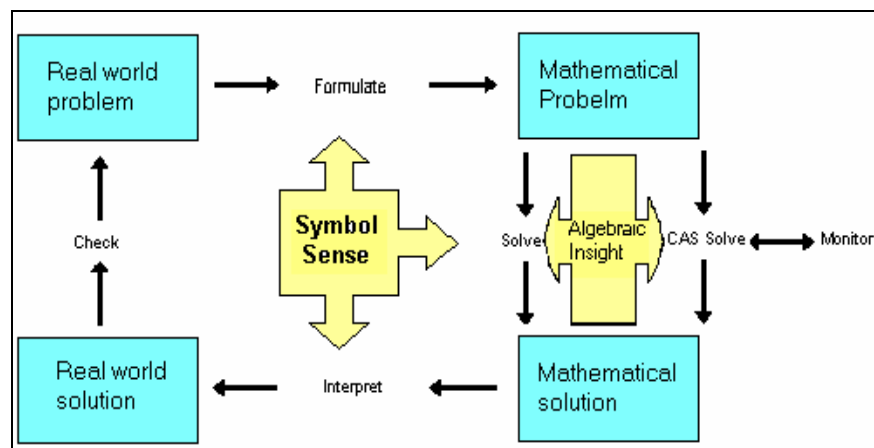 Real world
problem
Formulate
Mathematical
Probelm
Symbol
Sense
Check
Solve
Algebraic
Insight
CAS Solve
Monitor
Real world
solution
Interpret
Mathematical
solution